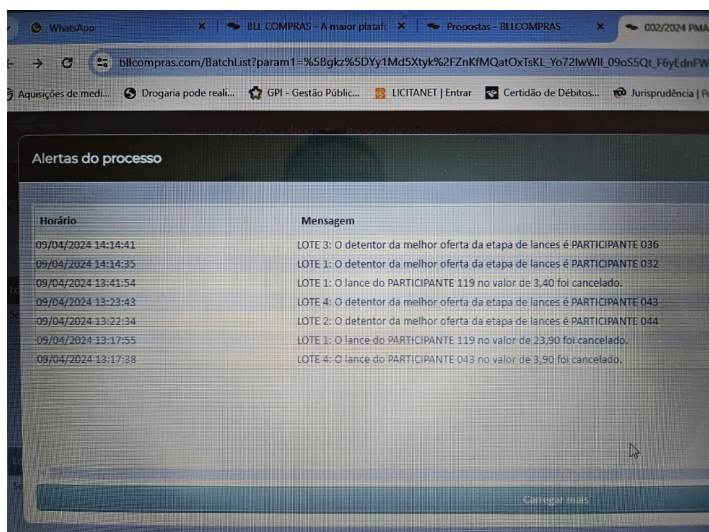 WhatsApp × BLL COMPRAS - A maior platafc × Propostas - BLLCOMPRAS × 002/2024 PMA
bllcompras.com/BatchList?param1=%5Bgkz%5DYy1Md5Xtyk%2FZnKfMQatOxTsKL_Yo72IwWlI_09oS5Qt_F6yEdnFW
Aquisições de medi... Drogaria pode reali... GPI - Gestão Públic... LICITANET | Entrar Certidão de Débitos... Jurisprudência | Pe
Alertas do processo
Horário Mensagem
09/04/2024 14:14:41 LOTE 3: O detentor da melhor oferta da etapa de lances é PARTICIPANTE 036
09/04/2024 14:14:35 LOTE 1: O detentor da melhor oferta da etapa de lances é PARTICIPANTE 032
09/04/2024 13:41:54 LOTE 1: O lance do PARTICIPANTE 119 no valor de 3,40 foi cancelado.
09/04/2024 13:23:43 LOTE 4: O detentor da melhor oferta da etapa de lances é PARTICIPANTE 043
09/04/2024 13:22:34 LOTE 2: O detentor da melhor oferta da etapa de lances é PARTICIPANTE 044
09/04/2024 13:17:55 LOTE 1: O lance do PARTICIPANTE 119 no valor de 23,90 foi cancelado.
09/04/2024 13:17:38 LOTE 4: O lance do PARTICIPANTE 043 no valor de 3,90 foi cancelado.
Carregar mais